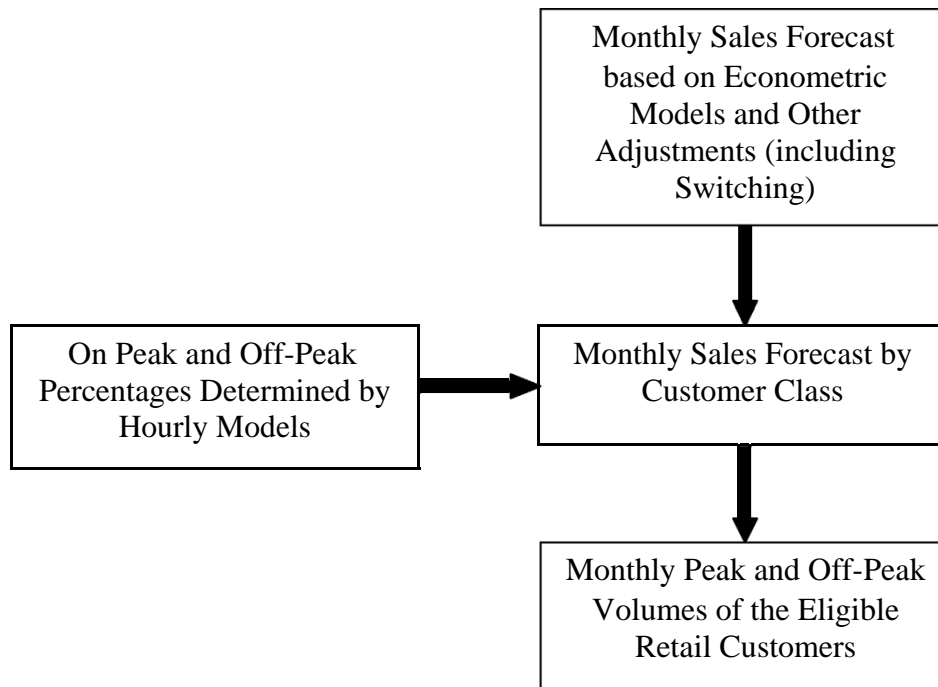 Monthly Sales Forecast
based on Econometric
Models and Other
Adjustments (including
Switching)
On Peak and Off-Peak
Percentages Determined by
Hourly Models
Monthly Sales Forecast by
Customer Class
Monthly Peak and Off-Peak
Volumes of the Eligible
Retail Customers